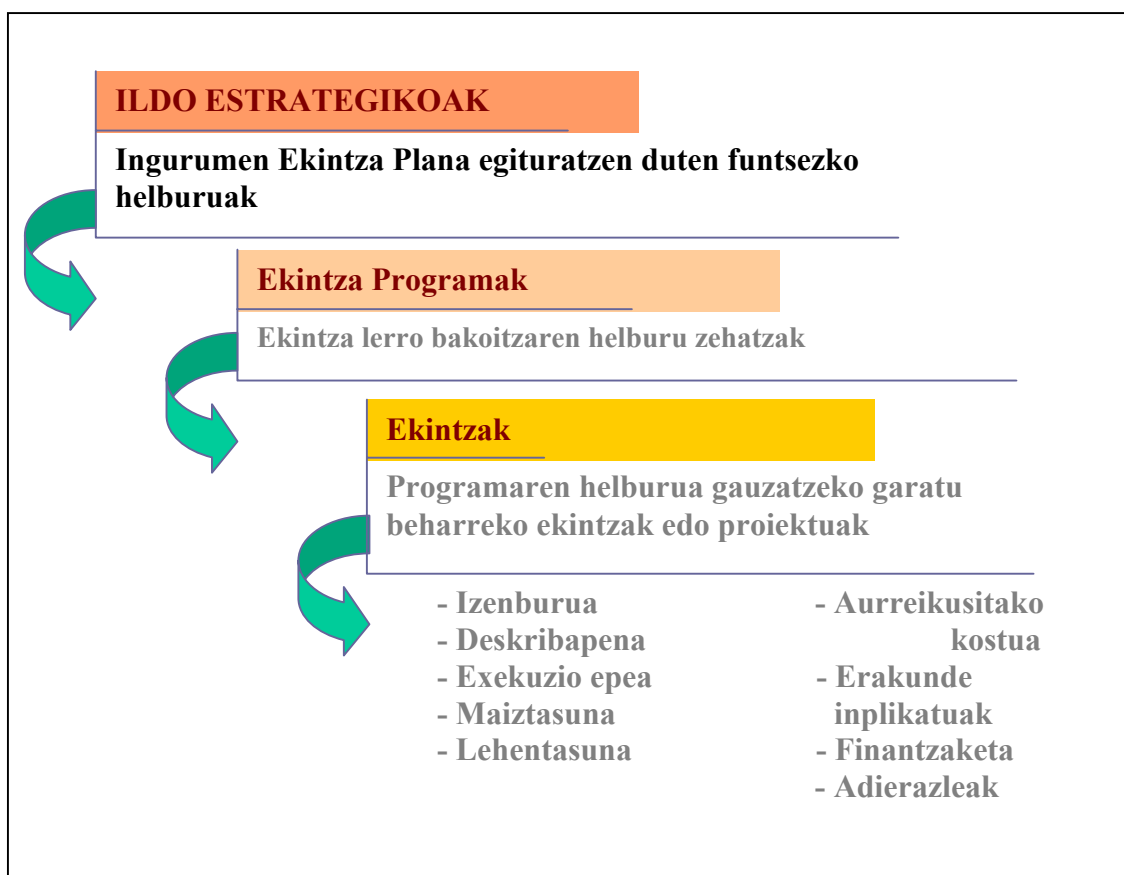 ILDO ESTRATEGIKOAK
Ingurumen Ekintza Plana egituratzen duten funtsezko
helburuak
Ekintza Programak
Ekintza lerro bakoitzaren helburu zehatzak
Ekintzak
Programaren helburua gauzatzeko garatu
beharreko ekintzak edo proiektuak
- Izenburua
- Deskribapena
- Exekuzio epea
- Maiztasuna
- Lehentasuna
- Aurreikusitako
kostua
- Erakunde
inplikatuak
- Finantzaketa
- Adierazleak